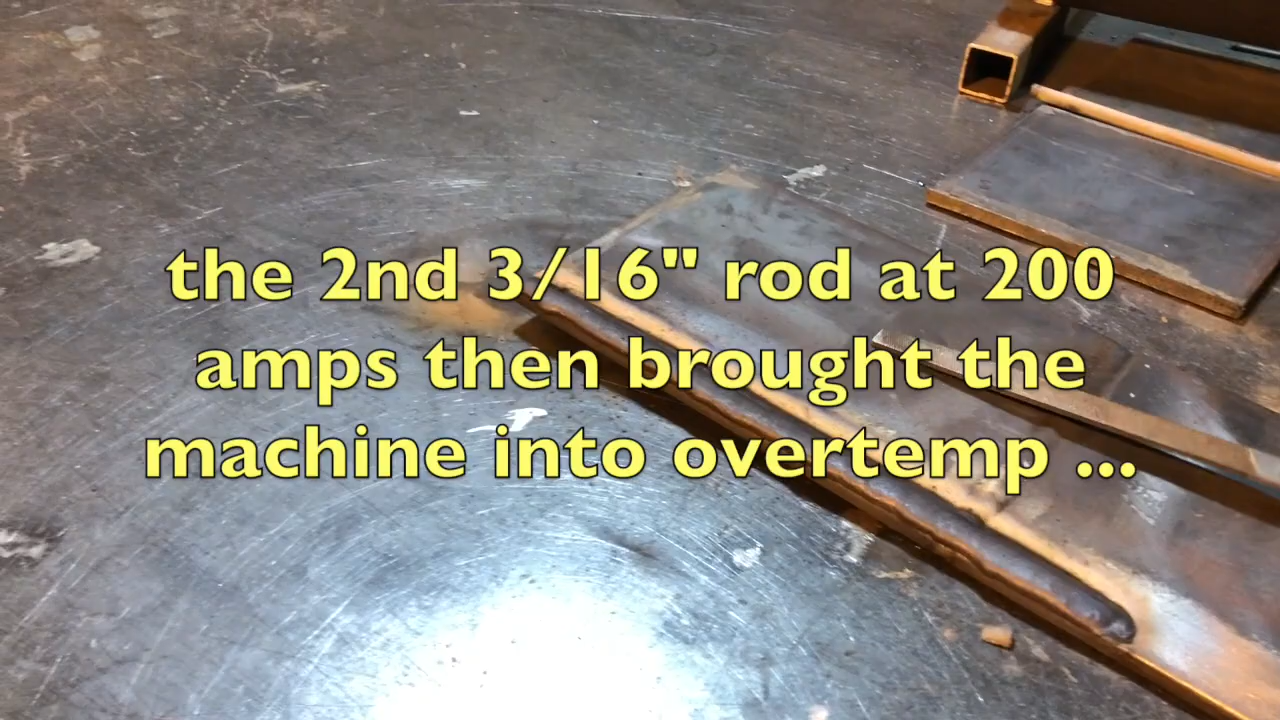 the 2nd 3/16" rod at 200
amps then brought the
machine into overtemp ...